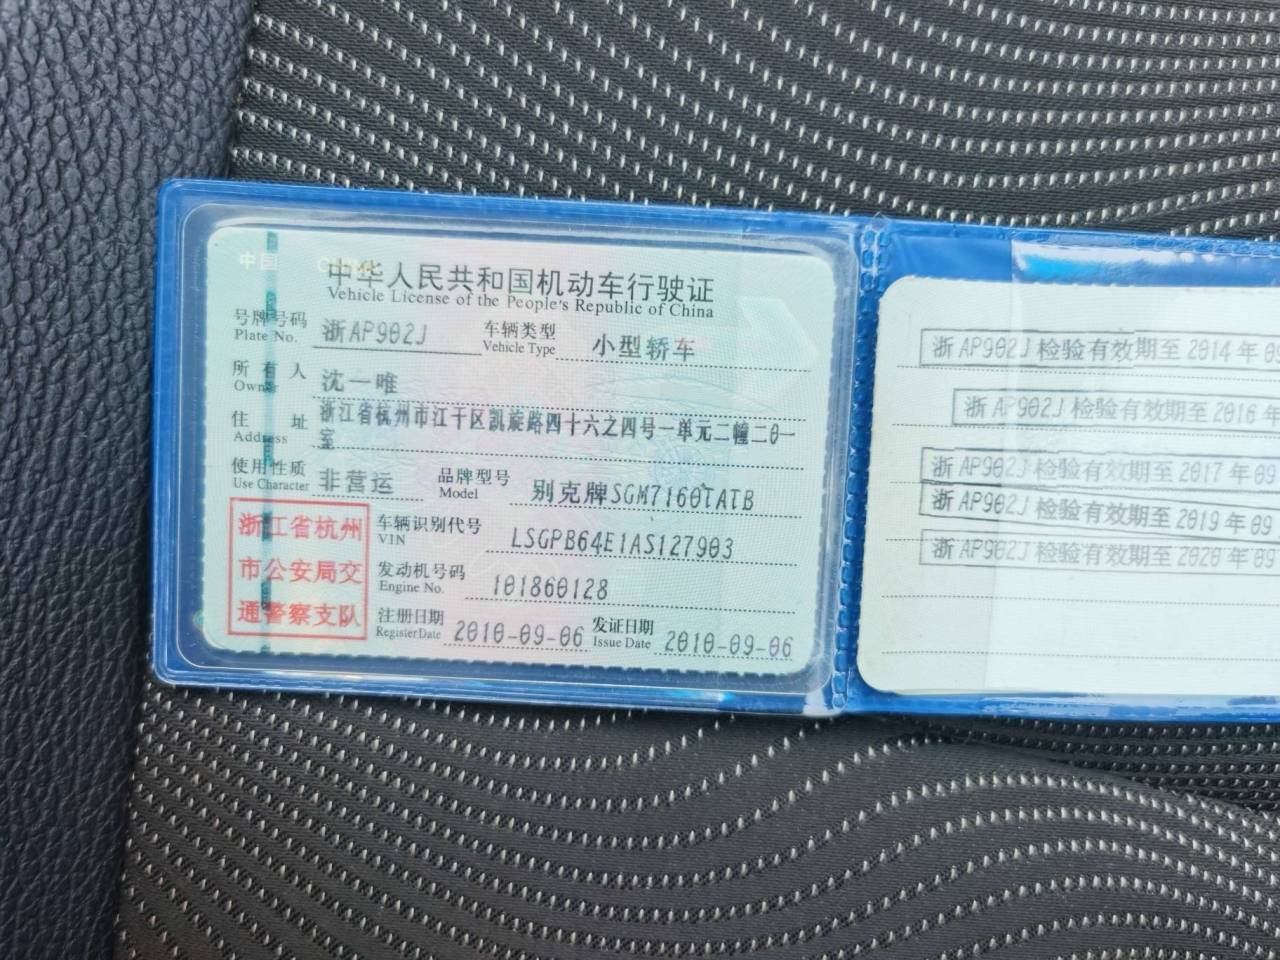 中国 CHINA
中华人民共和国机动车行驶证
Vehicle License of the People's Republic of China
号牌号码 浙AP902J 车辆类型 小型轿车
Plate No. Vehicle Type
所有人 沈一唯
Owner
住址 浙江省杭州市江干区凯旋路四十六之四号一单元二幢二0一
Address 室
使用性质 非营运 品牌型号 别克牌SGM7160TATB
Use Character Model
浙江省杭州
市公安局交
通警察支队
车辆识别代号 LSGPB64E1AS127903
VIN
发动机号码 101860128
Engine No.
注册日期 2010-09-06 发证日期 2010-09-06
Register Date Issue Date
浙AP902J检验有效期至2014年09
浙AP902J检验有效期至2016年
浙AP902J检验有效期至2017年09
浙AP902J检验有效期至2019年09
浙AP902J检验有效期至2020年09